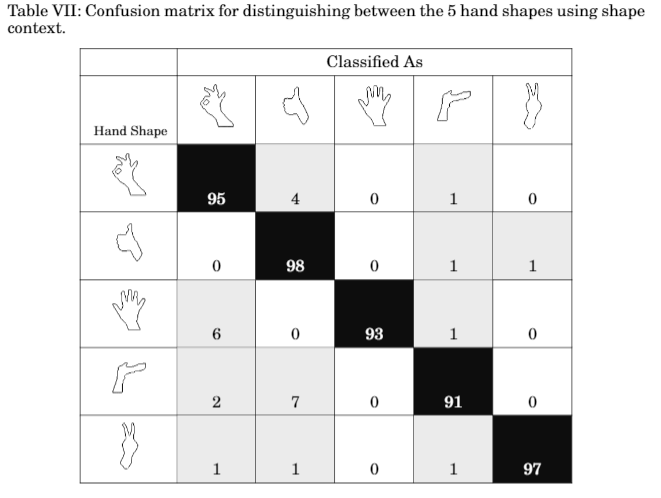 Table VII: Confusion matrix for distinguishing between the 5 hand shapes using shape
context.
Classified As
Hand Shape
95 4 0 1 0
0 98 0 1 1
6 0 93 1 0
2 7 0 91 0
1 1 0 1 97